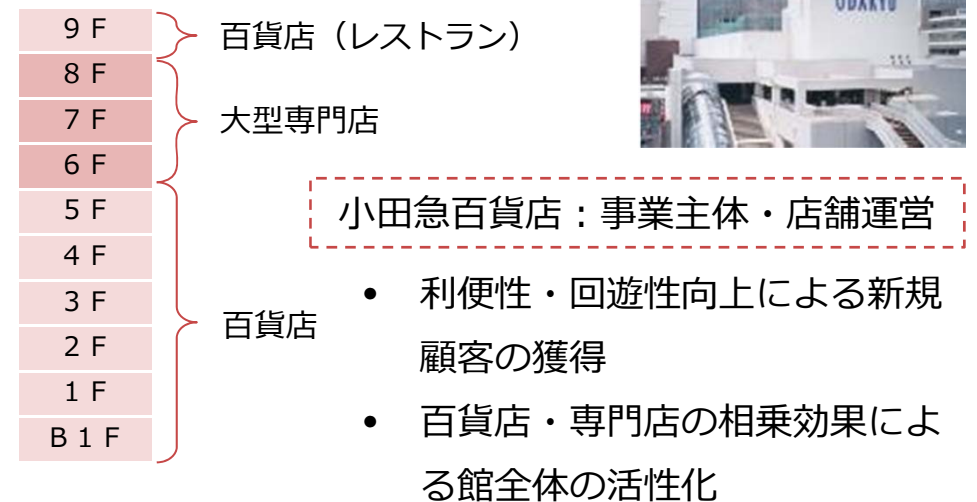 ODAKYU
９Ｆ
百貨店（レストラン）
８Ｆ
７Ｆ
大型専門店
６Ｆ
５Ｆ
４Ｆ
３Ｆ
２Ｆ
１Ｆ
Ｂ１Ｆ
百貨店
小田急百貨店：事業主体・店舗運営
• 利便性・回遊性向上による新規
顧客の獲得
• 百貨店・専門店の相乗効果によ
る館全体の活性化